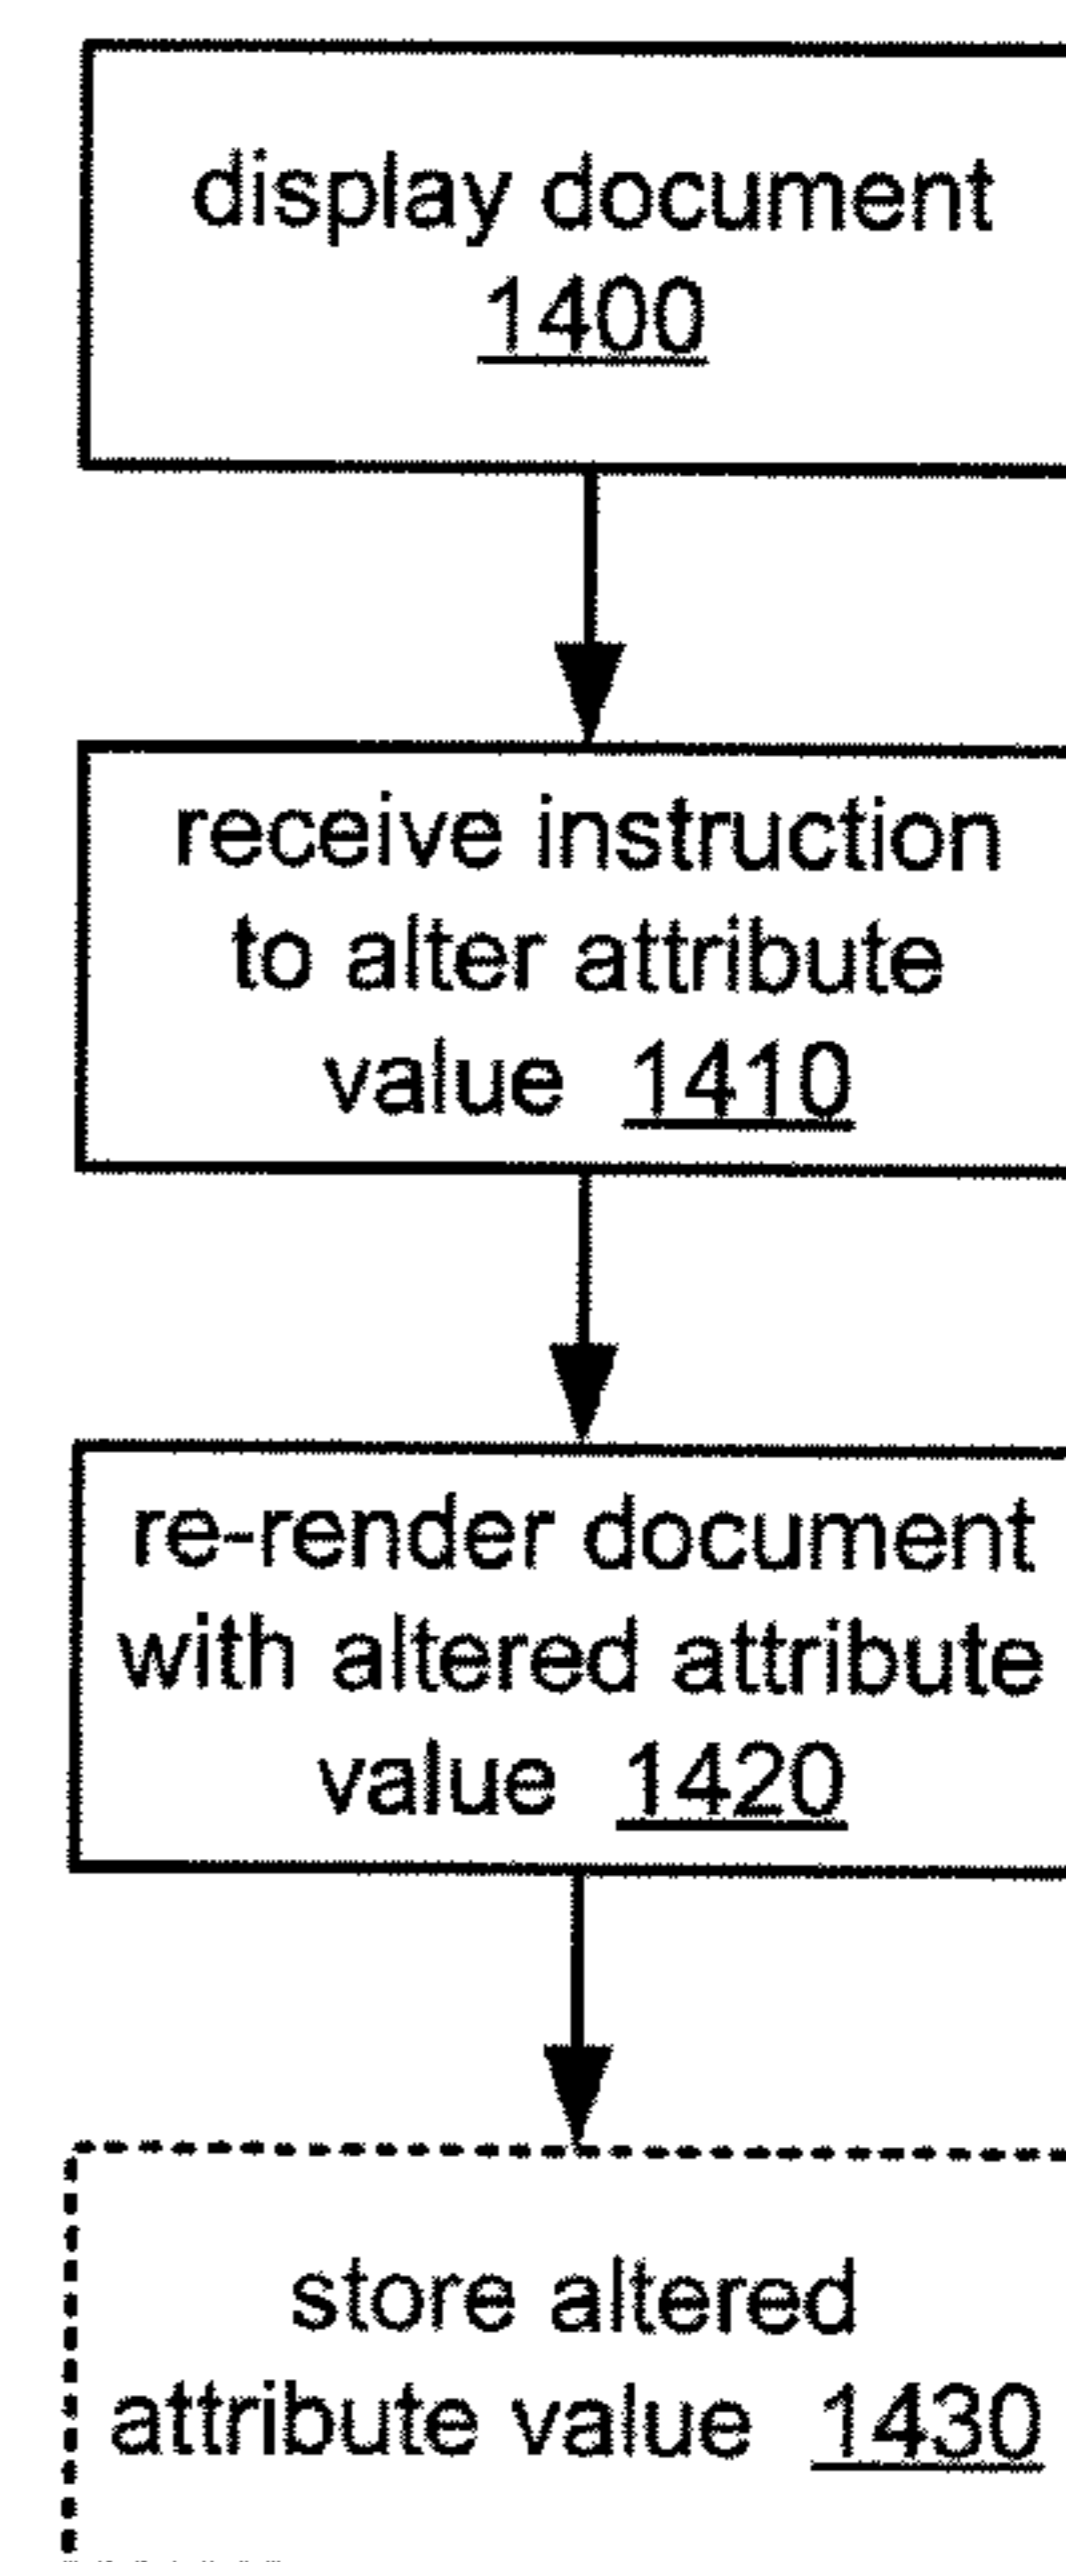 display document
1400
receive instruction
to alter attribute
value 1410
re-render document
with altered attribute
value 1420
store altered
attribute value 1430